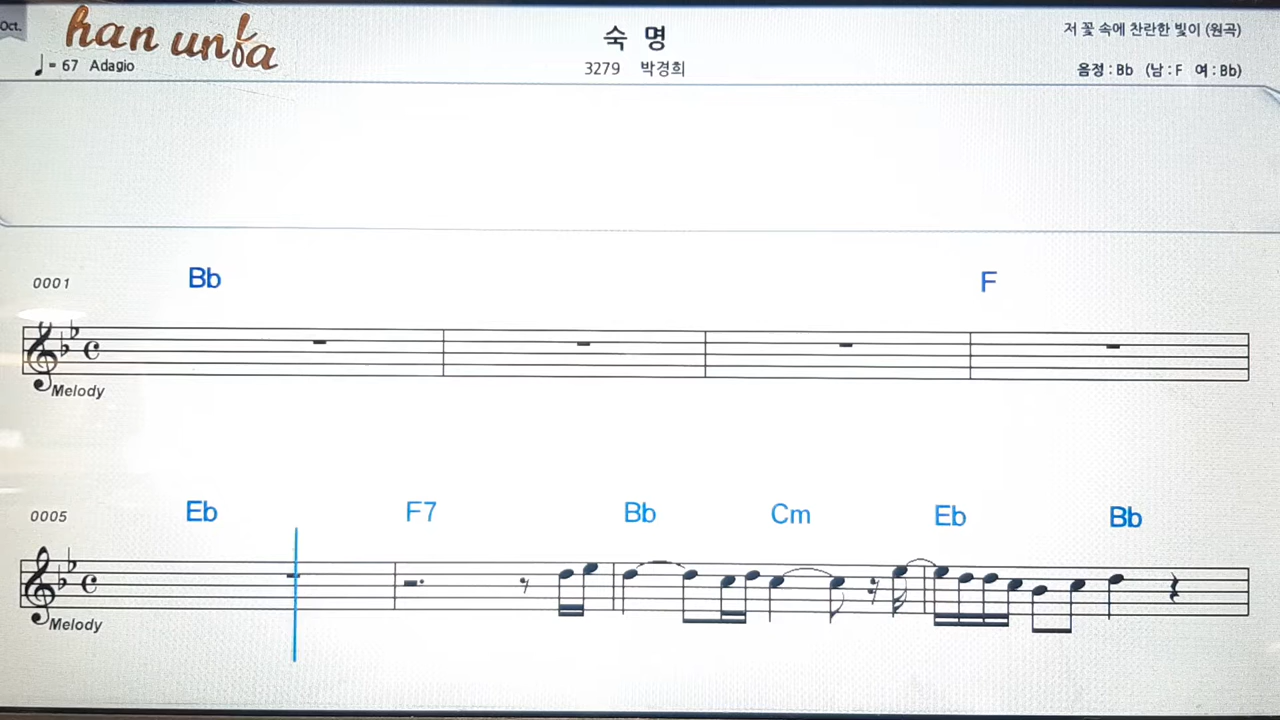 Oct.
han unfa
숙 명
저 꽃 속에 찬란한 빛이 (원곡)
= 67 Adagio
3279 박경희
음정 : Bb (남 : F 여 : Bb)
0001 Bb F
Melody
0005 Eb F7 Bb Cm Eb Bb
Melody